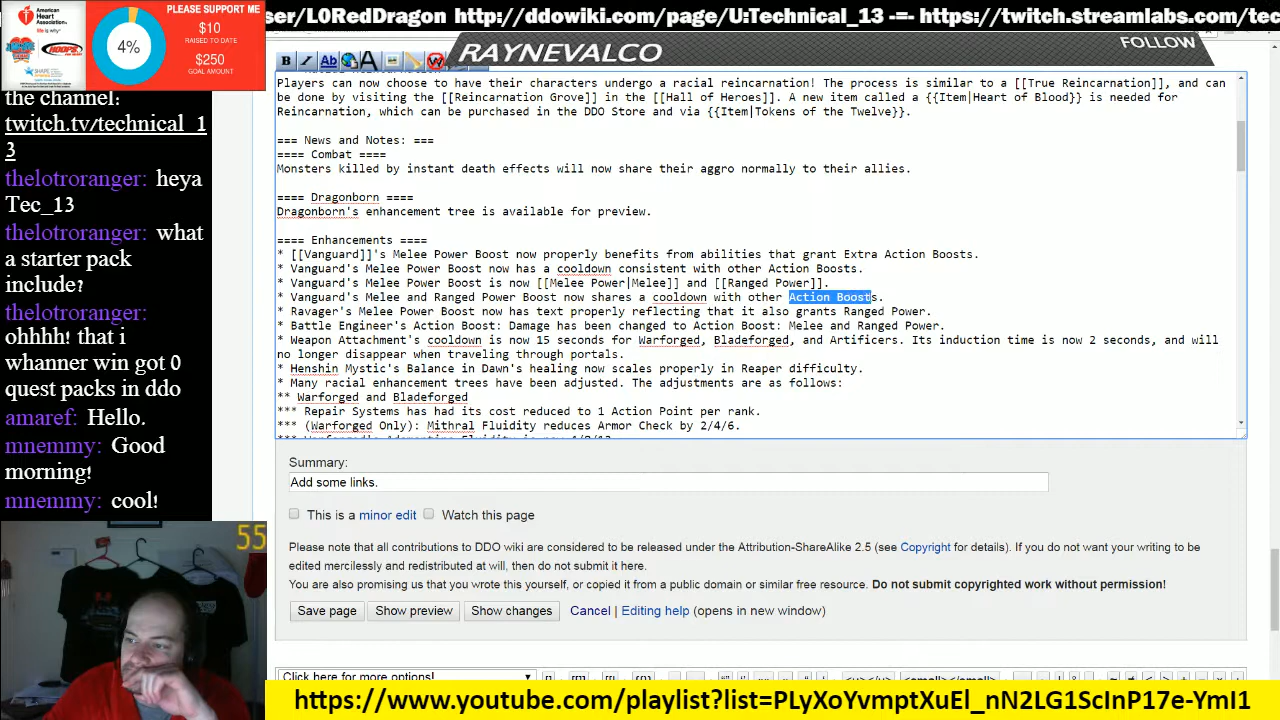 ser/L0RedDragon http://ddowiki.com/page/U:Technical_13 -=- https://twitch.streamlabs.com/tec
American Heart Association
life is why
HOOPS
4%
PLEASE SUPPORT ME
$10
RAISED TO DATE
$250
GOAL AMOUNT
RAYNEVALCO
FOLLOW
the channel!
twitch.tv/technical_1
3
thelotroranger: heya
Tec_13
thelotroranger: what
a starter pack
include?
thelotroranger:
ohhhh! that i
whanner win got 0
quest packs in ddo
amaref: Hello.
mnemmy: Good
morning!
mnemmy: cool!
55
Players can now choose to have their characters undergo a racial reincarnation! The process is similar to a [[True Reincarnation]], and can
be done by visiting the [[Reincarnation Grove]] in the [[Hall of Heroes]]. A new item called a {{Item|Heart of Blood}} is needed for
Reincarnation, which can be purchased in the DDO Store and via {{Item|Tokens of the Twelve}}.
=== News and Notes: ===
==== Combat ====
Monsters killed by instant death effects will now share their aggro normally to their allies.
==== Dragonborn ====
Dragonborn's enhancement tree is available for preview.
==== Enhancements ====
* [[Vanguard]]'s Melee Power Boost now properly benefits from abilities that grant Extra Action Boosts.
* Vanguard's Melee Power Boost now has a cooldown consistent with other Action Boosts.
* Vanguard's Melee Power Boost is now [[Melee Power|Melee]] and [[Ranged Power]].
* Vanguard's Melee and Ranged Power Boost now shares a cooldown with other Action Boosts.
* Ravager's Melee Power Boost now has text properly reflecting that it also grants Ranged Power.
* Battle Engineer's Action Boost: Damage has been changed to Action Boost: Melee and Ranged Power.
* Weapon Attachment's cooldown is now 15 seconds for Warforged, Bladeforged, and Artificers. Its induction time is now 2 seconds, and will
no longer disappear when traveling through portals.
* Henshin Mystic's Balance in Dawn's healing now scales properly in Reaper difficulty.
* Many racial enhancement trees have been adjusted. The adjustments are as follows:
** Warforged and Bladeforged
*** Repair Systems has had its cost reduced to 1 Action Point per rank.
*** (Warforged Only): Mithral Fluidity reduces Armor Check by 2/4/6.
Summary:
Add some links.
This is a minor edit Watch this page
Please note that all contributions to DDO wiki are considered to be released under the Attribution-ShareAlike 2.5 (see Copyright for details). If you do not want your writing to be
edited mercilessly and redistributed at will, then do not submit it here.
You are also promising us that you wrote this yourself, or copied it from a public domain or similar free resource. Do not submit copyrighted work without permission!
Save page Show preview Show changes Cancel | Editing help (opens in new window)
Click here for more options!
https://www.youtube.com/playlist?list=PLyXoYvmptXuEl_nN2LG1ScInP17e-YmI1